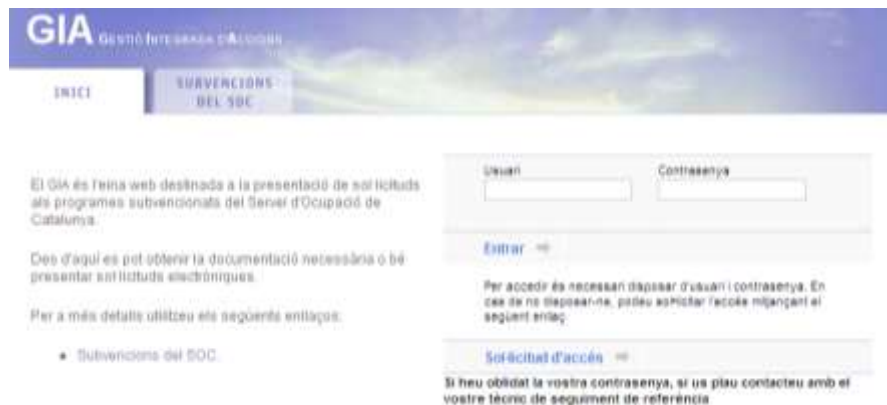 GIA GESTIÓ INTEGRADA D'ACCIONS
INICI
SUBVENCIONS
DEL SOC
El GIA és l'eina web destinada a la presentació de sol·licituds
als programes subvencionats del Servei d'Ocupació de
Catalunya.
Des d'aquí es pot obtenir la documentació necessària o bé
presentar sol·licituds electròniques.
Per a més detalls utilitzeu els següents enllaços:
Subvencions del SOC.
Usuari
Contrasenya
Entrar
Per accedir és necessari disposar d'usuari i contrasenya. En
cas de no disposar-ne, podeu sol·licitar l'accés mitjançant el
següent enllaç
Sol·licitud d'accés
Si heu oblidat la vostra contrasenya, si us plau contacteu amb el
vostre tècnic de seguiment de referència